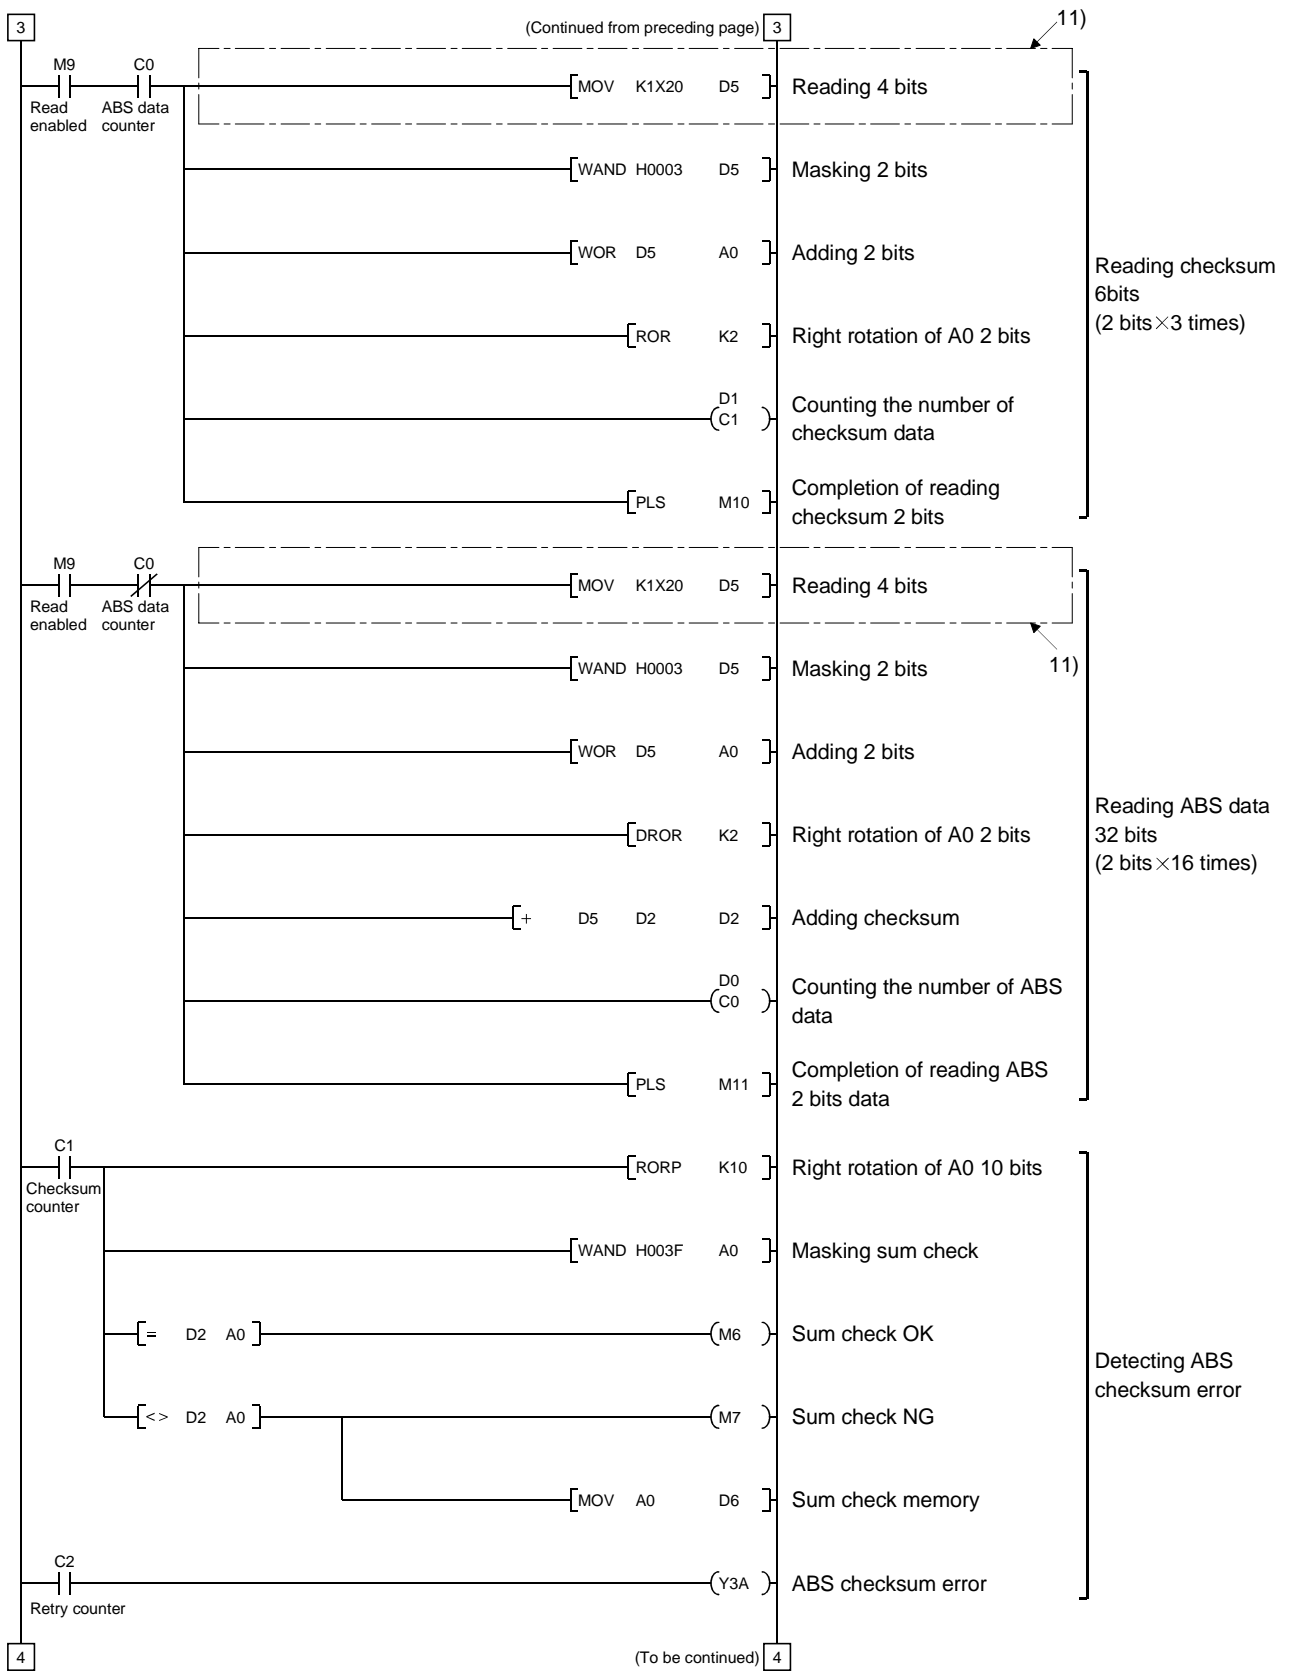 3 (Continued from preceding page) 3 11)
M9 C0
Read enabled ABS data counter
MOV K1X20 D5 Reading 4 bits
WAND H0003 D5 Masking 2 bits
WOR D5 A0 Adding 2 bits
ROR K2 Right rotation of A0 2 bits
D1
C1 Counting the number of
checksum data
PLS M10 Completion of reading
checksum 2 bits
Reading checksum
6bits
(2 bits×3 times)
M9 C0
Read enabled ABS data counter
MOV K1X20 D5 Reading 4 bits
11)
WAND H0003 D5 Masking 2 bits
WOR D5 A0 Adding 2 bits
DROR K2 Right rotation of A0 2 bits
+ D5 D2 D2 Adding checksum
D0
C0 Counting the number of ABS
data
PLS M11 Completion of reading ABS
2 bits data
Reading ABS data
32 bits
(2 bits×16 times)
C1
Checksum
counter
RORP K10 Right rotation of A0 10 bits
WAND H003F A0 Masking sum check
= D2 A0 M6 Sum check OK
<> D2 A0 M7 Sum check NG
MOV A0 D6 Sum check memory
Detecting ABS
checksum error
C2
Retry counter
Y3A ABS checksum error
4 (To be continued) 4